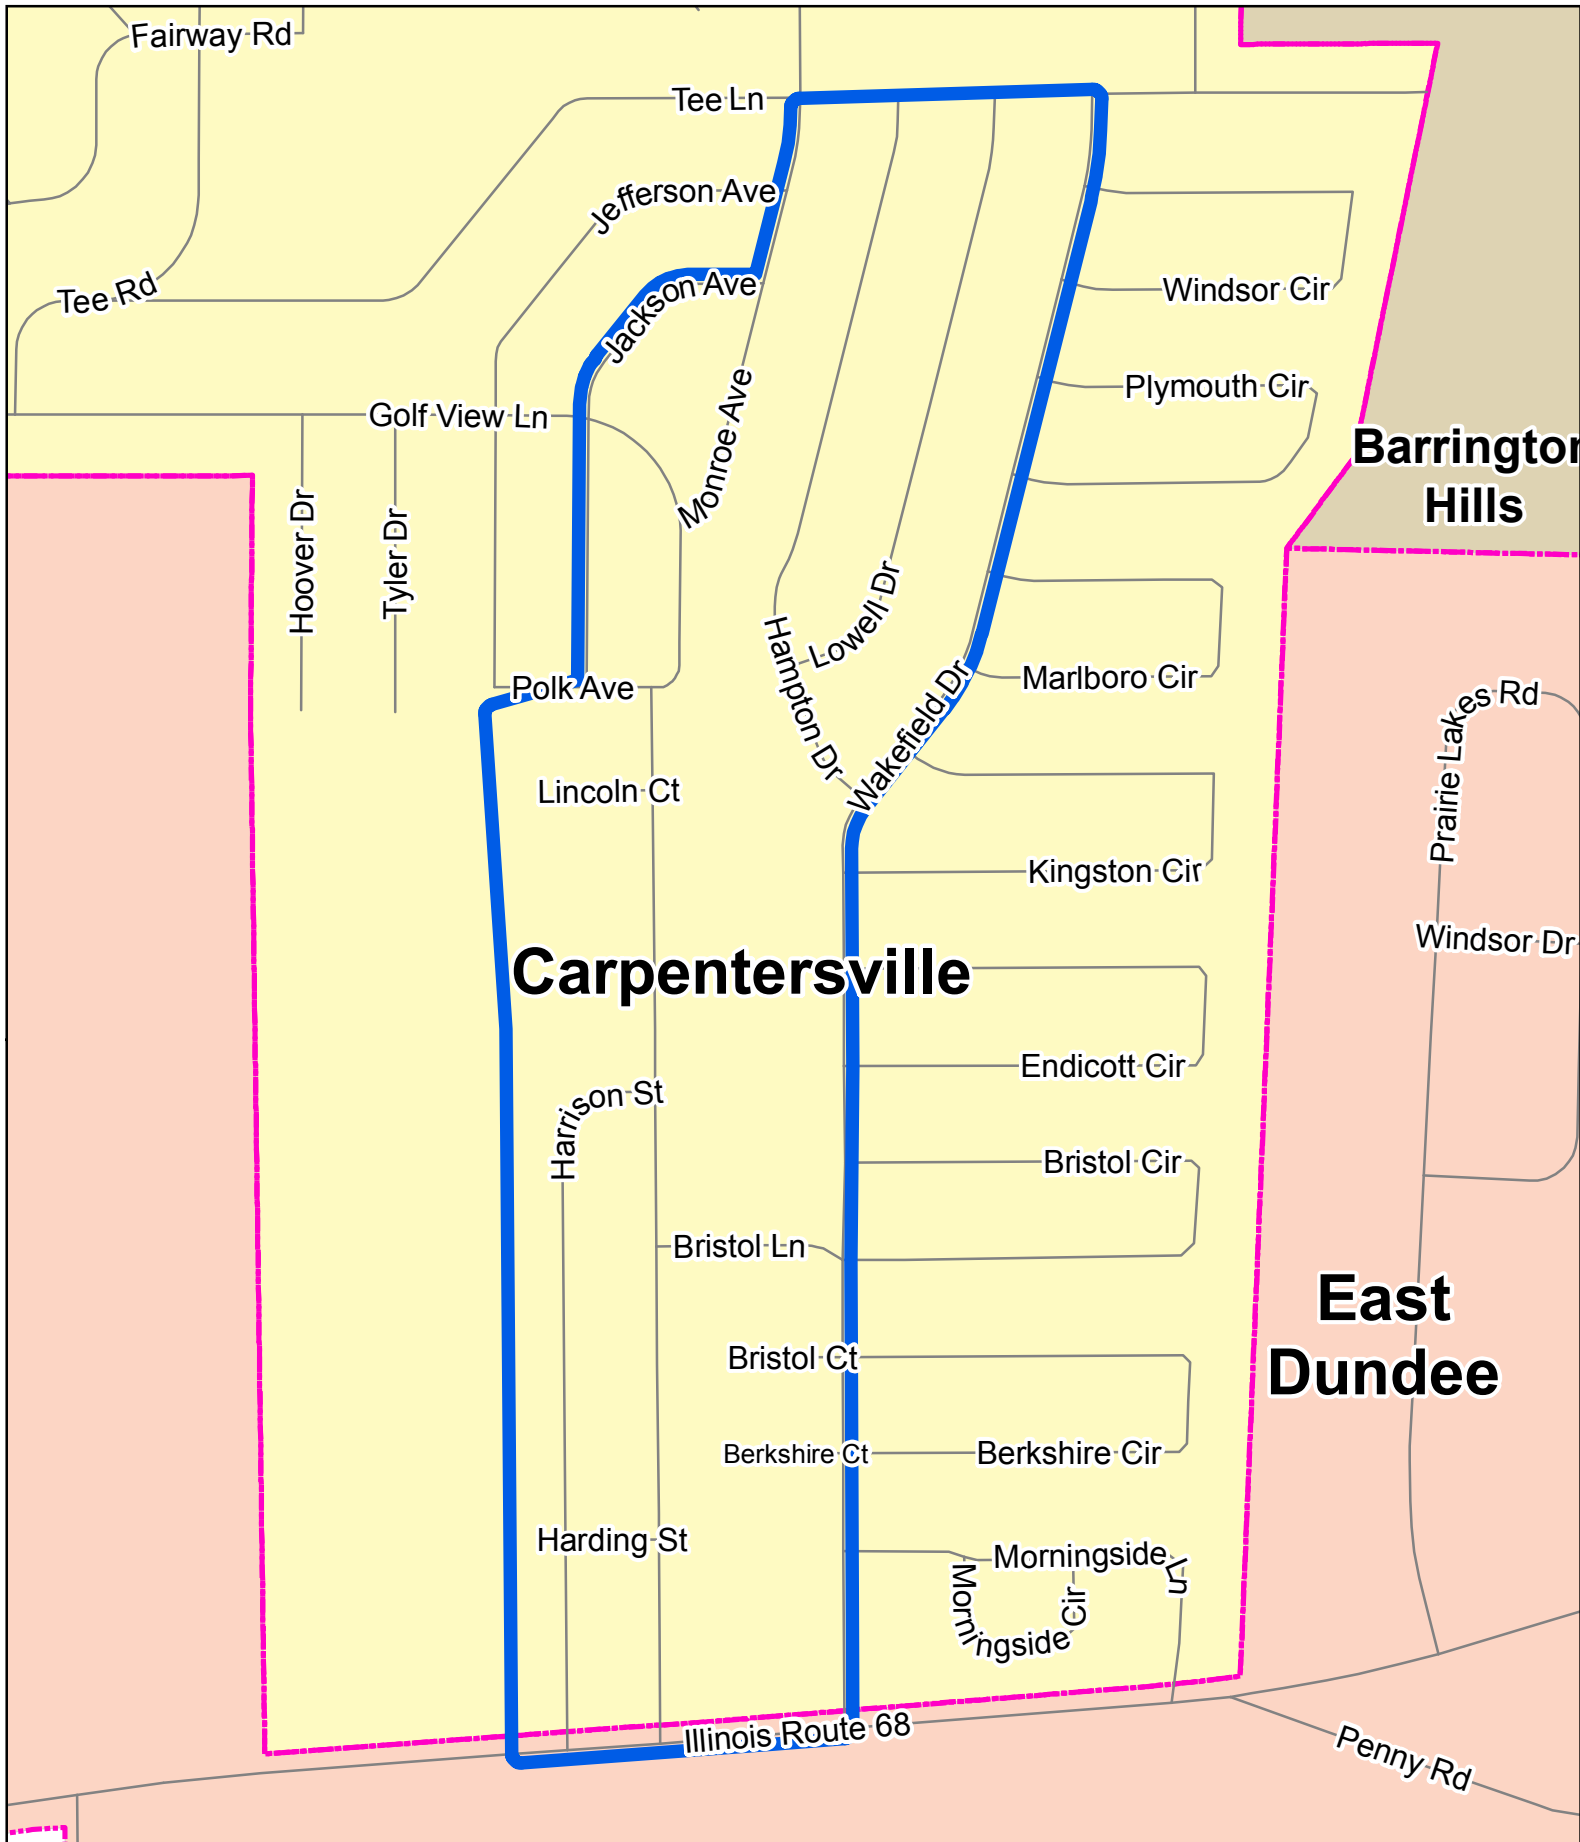 Fairway Rd
Tee Ln
Jefferson Ave
Tee Rd
Jackson Ave
Windsor Cir
Plymouth Cir
Golf View Ln
Monroe Ave
Barrington
Hills
Hoover Dr
Tyler Dr
Lowell Dr
Hampton Dr
Wakefield Dr
Marlboro Cir
Polk Ave
Prairie Lakes Rd
Lincoln Ct
Kingston Cir
Windsor Dr
Carpentersville
Endicott Cir
Harrison St
Bristol Cir
Bristol Ln
East
Dundee
Bristol Ct
Berkshire Ct
Berkshire Cir
Harding St
Morningside Ln
Morningside Cir
Illinois Route 68
Penny Rd